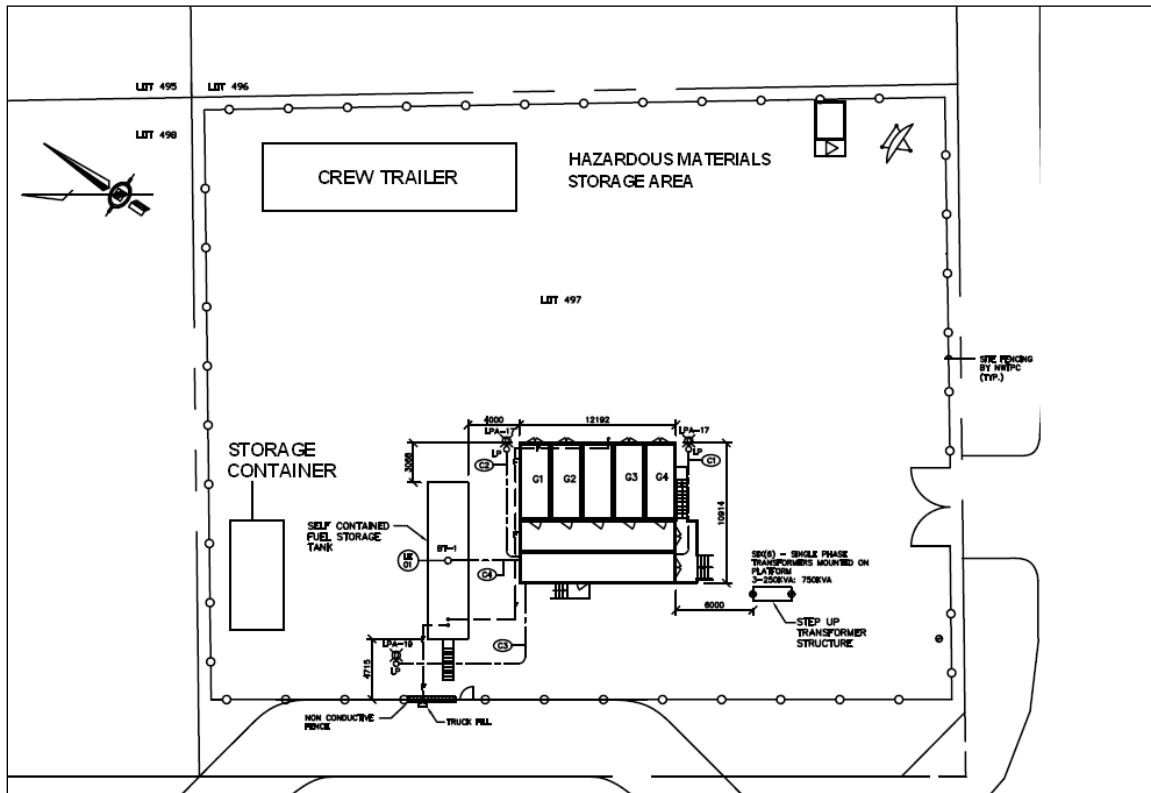 LOT 495
LOT 496
LOT 498
CREW TRAILER
HAZARDOUS MATERIALS
STORAGE AREA
LOT 497
SITE FENCING
BY NWTPC
(TYP.)
4000
12192
LPA-17
LPA-17
LP
LP
C2
C1
3068
STORAGE
CONTAINER
G1
G2
G3
G4
10914
SELF CONTAINED
FUEL STORAGE
TANK
ST-1
01
C4
SIX(6) - SINGLE PHASE
TRANSFORMERS MOUNTED ON
PLATFORM
3-250KVA: 750KVA
6000
STEP UP
TRANSFORMER
STRUCTURE
C3
4715
LPA-19
LP
NON CONDUCTIVE
FENCE
TRUCK FILL